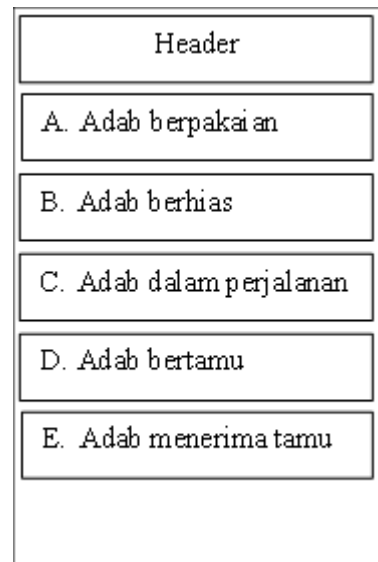 Header
A. Adab berpakaian
B. Adab berhias
C. Adab dalam perjalanan
D. Adab bertamu
E. Adab menerima tamu